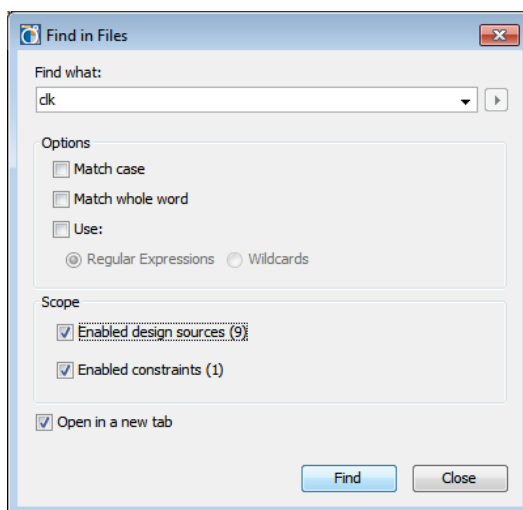 Find in Files
Find what:
clk
Options
Match case
Match whole word
Use:
Regular Expressions Wildcards
Scope
Enabled design sources (9)
Enabled constraints (1)
Open in a new tab
Find Close